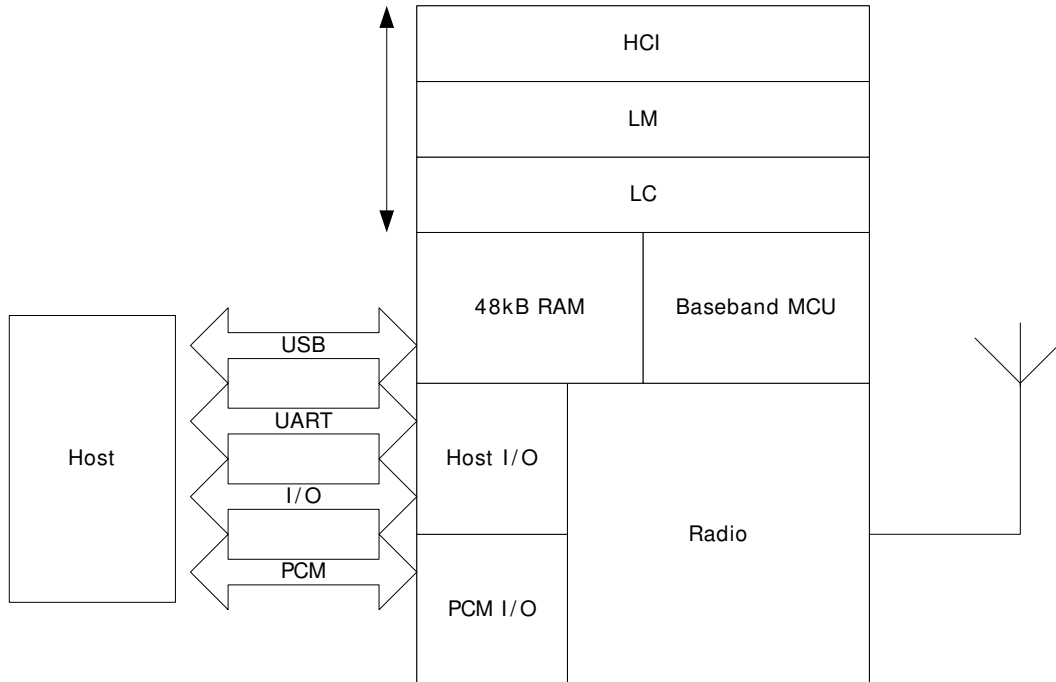 HCI
LM
LC
48kB RAM
Baseband MCU
USB
UART
I/O
PCM
Host
Host I/O
PCM I/O
Radio